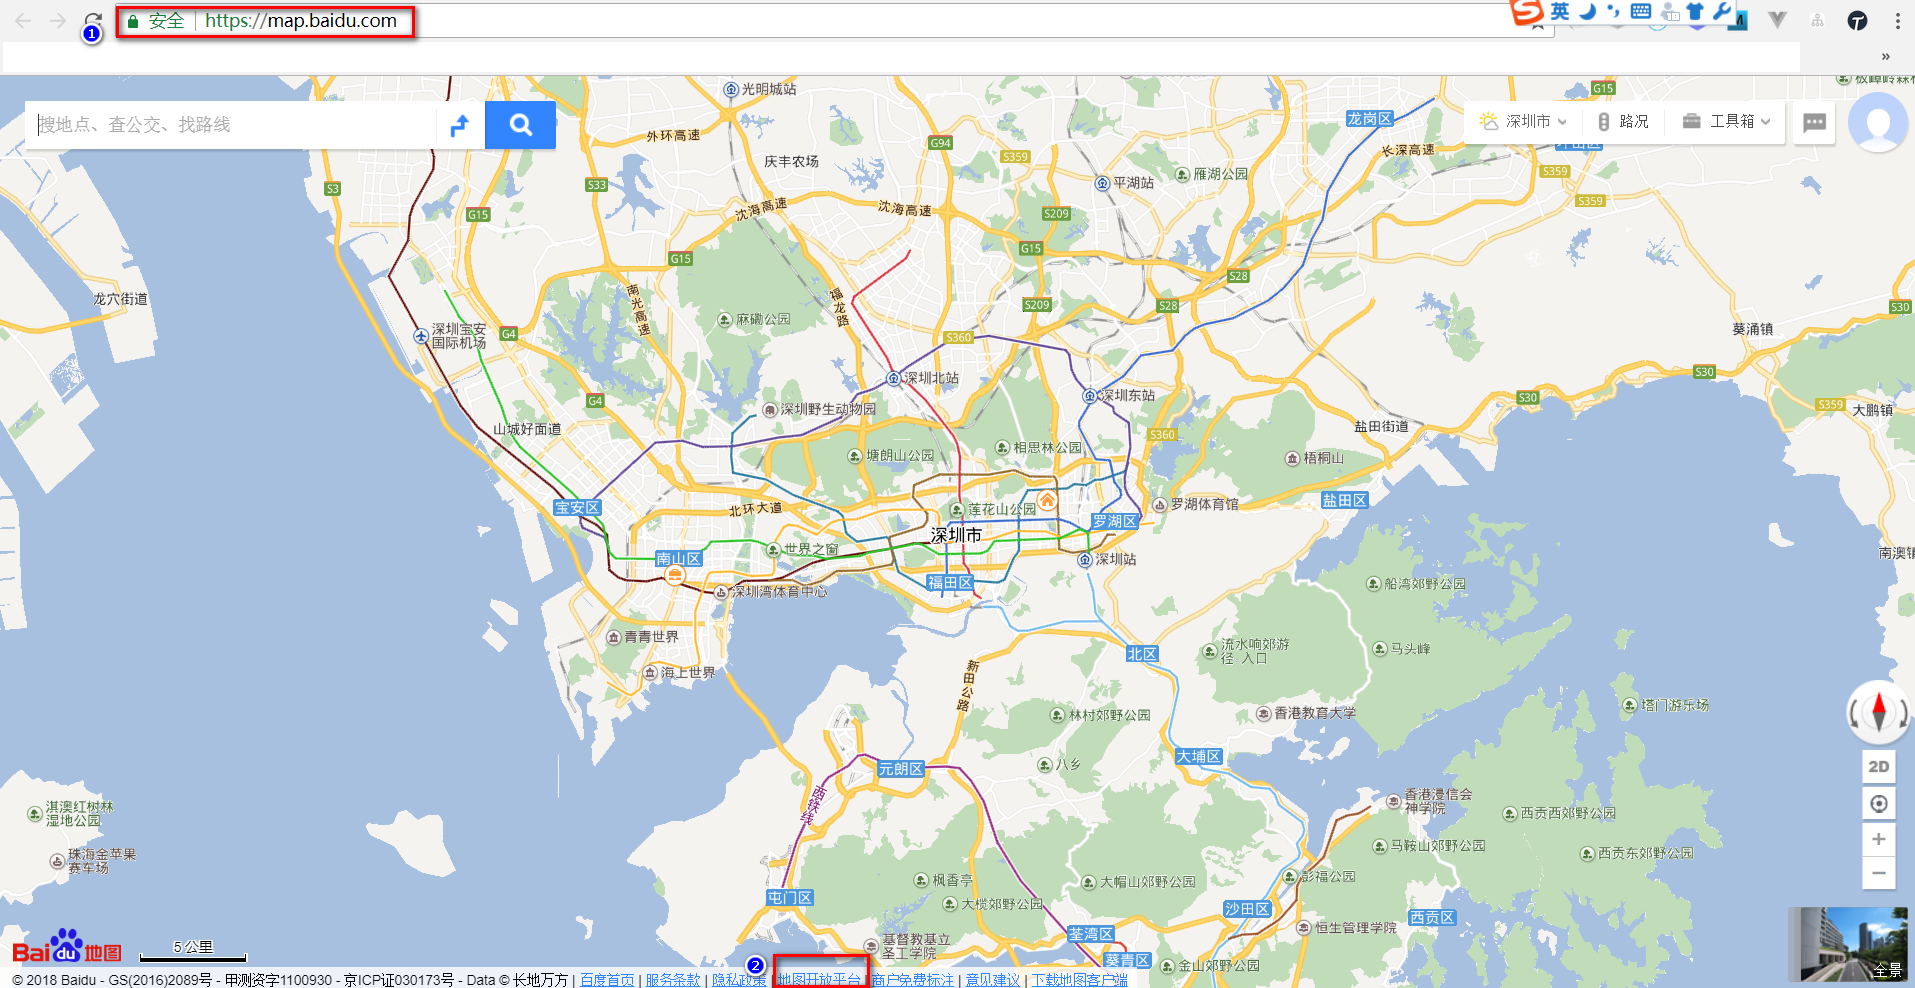 安全 | https://map.baidu.com
英
1
»
搜地点、查公交、找路线
深圳市
路况
工具箱
光明城站
G15
龙岗区
外环高速
G94
庆丰农场
S359
长深高速
S359
平湖站
雁湖公园
S3
S33
S359
G15
沈海高速
沈海高速
S209
G15
G15
S28
龙穴街道
南光高速
福龙路
S209
S28
S30
麻磡公园
深圳宝安
国际机场
G4
S360
葵涌镇
深圳北站
S30
深圳东站
S30
G4
深圳野生动物园
S359
大鹏镇
山城好面道
S360
盐田街道
塘朗山公园
相思林公园
梧桐山
宝安区
北环大道
莲花山公园
罗湖体育馆
盐田区
罗湖区
深圳市
南山区
世界之窗
深圳站
南澳镇
福田区
深圳湾体育中心
船湾郊野公园
青青世界
流水响郊游
径-入口
马头峰
北区
海上世界
新田公路
塔门游乐场
林村郊野公园
香港教育大学
大埔区
元朗区
八乡
2D
西铁线
淇澳红树林
湿地公园
香港浸信会
神学院
西贡西郊野公园
珠海金苹果
赛车场
马鞍山郊野公园
西贡东郊野公园
枫香亭
大帽山郊野公园
彭福公园
屯门区
大榄郊野公园
沙田区
西贡区
恒生管理学院
荃湾区
基督教基立
圣工学院
Bai du 地图
5 公里
葵青区
金山郊野公园
全景
2
© 2018 Baidu - GS(2016)2089号 - 甲测资字1100930 - 京ICP证030173号 - Data © 长地万方 | 百度首页 | 服务条款 | 隐私政策 | 地图开放平台 | 商户免费标注 | 意见建议 | 下载地图客户端